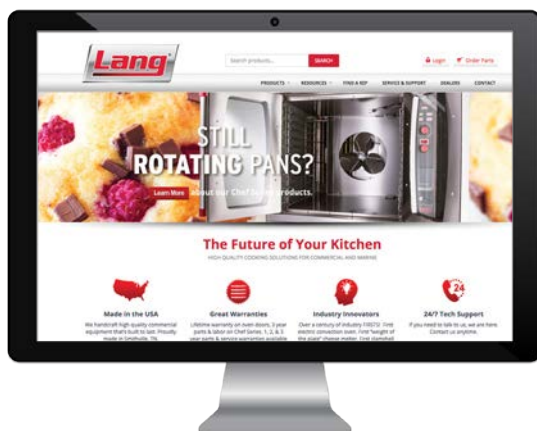 Lang
Search products...
SEARCH
Login
Order Parts
PRODUCTS
RESOURCES
FIND A REP
SERVICE & SUPPORT
DEALERS
CONTACT
STILL
ROTATING PANS?
Learn More
about our Chef Series products.
The Future of Your Kitchen
HIGH QUALITY COOKING SOLUTIONS FOR COMMERCIAL AND MARINE
24
Made in the USA
We handcraft high quality commercial
equipment that's built to last. Proudly
made in Smithville, TN.
Great Warranties
Lifetime warranty on oven doors, 3 year
parts & labor on Chef Series. 1, 2, & 3
year parts & service warranties available
Industry Innovators
Over a century of industry FIRSTS! First
electric convection oven. First "weight of
the plate" cheese melter. First clamshell
24/7 Tech Support
If you need to talk to us, we are here.
Contact us anytime.